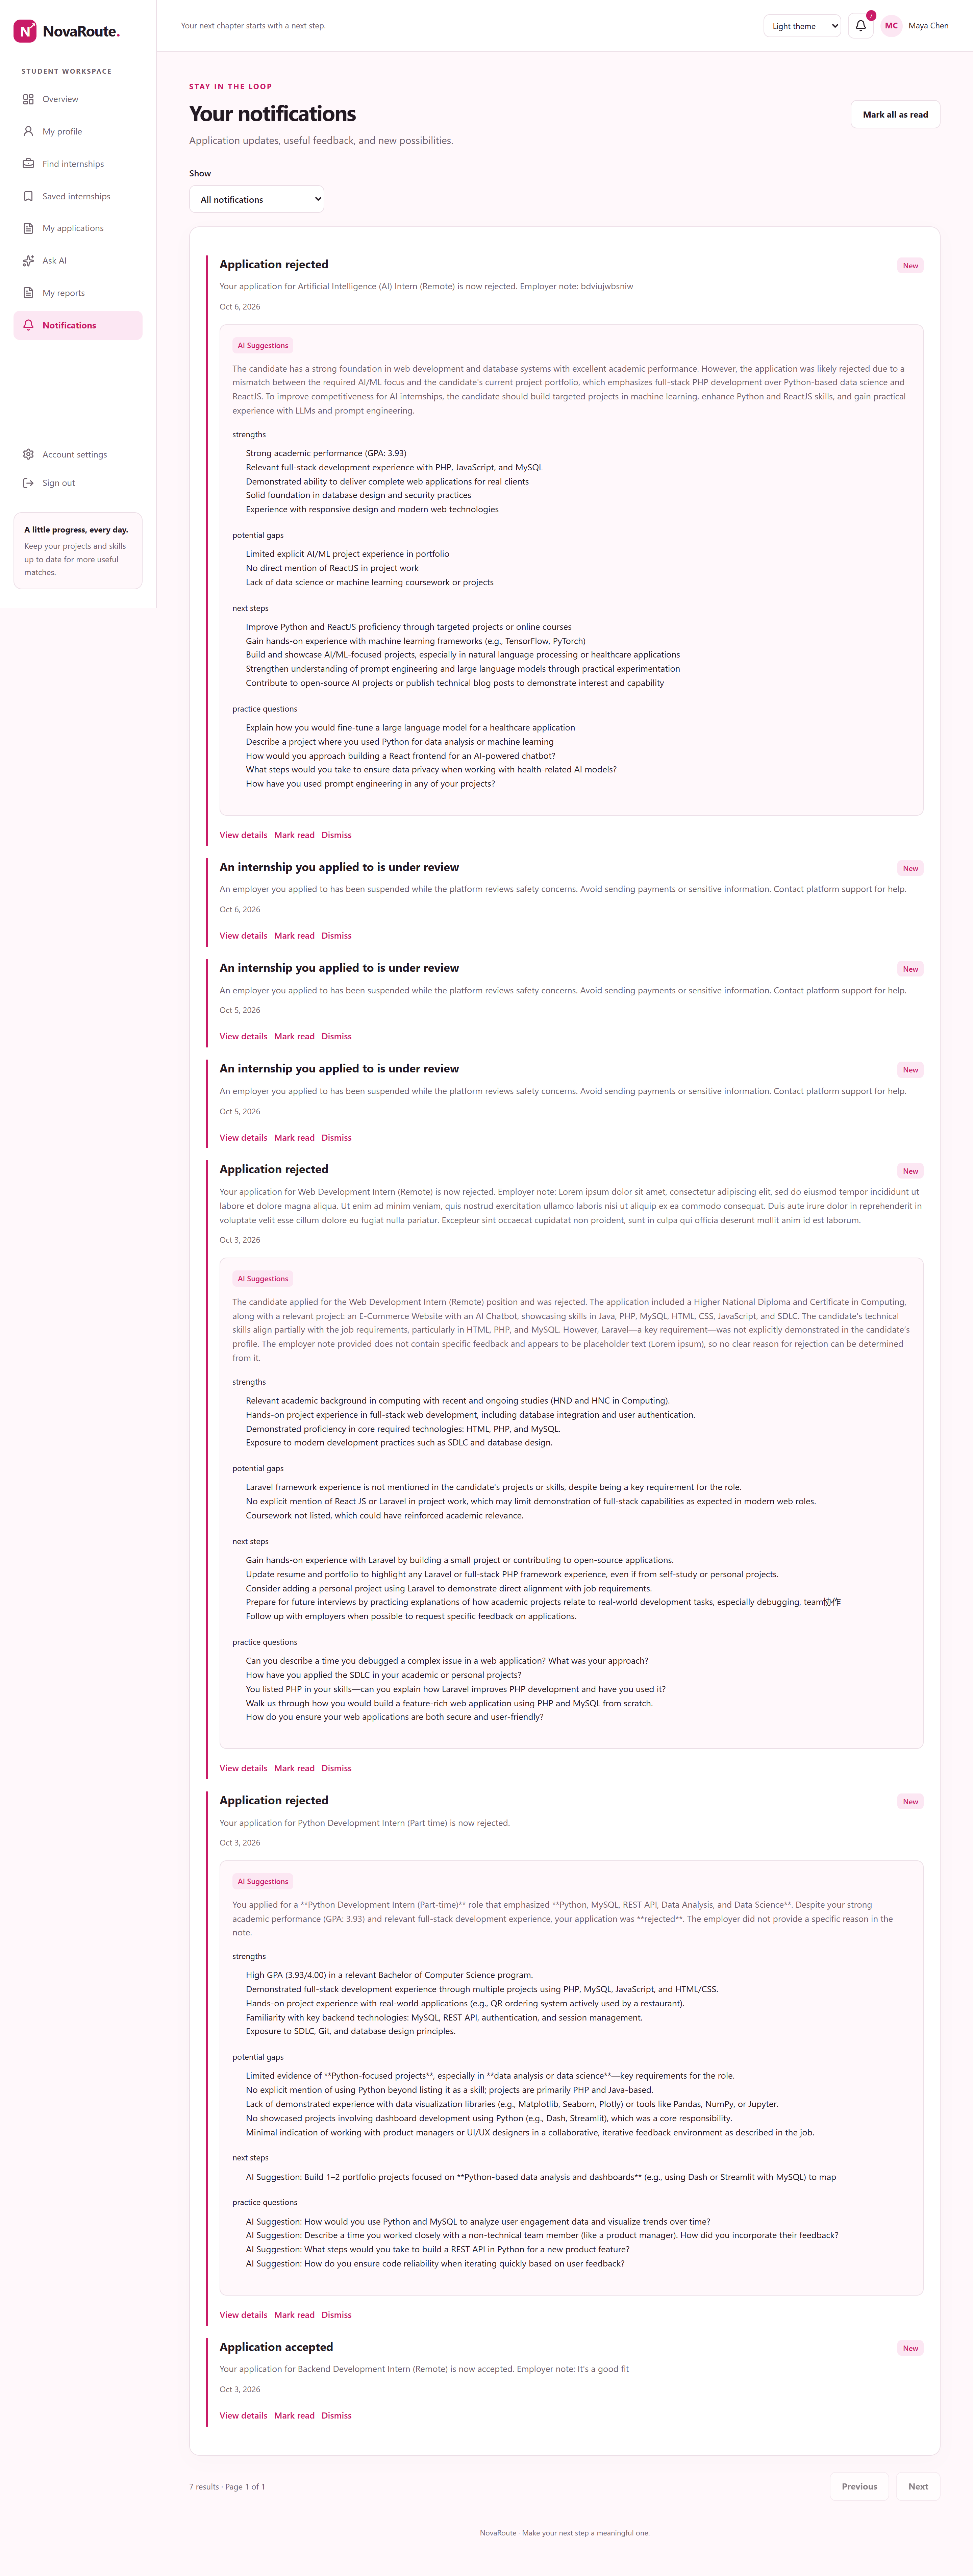 NovaRoute.
Your next chapter starts with a next step.
Light theme
7
MC
Maya Chen
STUDENT WORKSPACE
Overview
My profile
Find internships
Saved internships
My applications
Ask AI
My reports
Notifications
Account settings
Sign out
A little progress, every day.
Keep your projects and skills
up to date for more useful
matches.
STAY IN THE LOOP
Your notifications
Application updates, useful feedback, and new possibilities.
Mark all as read
Show
All notifications
Application rejected
New
Your application for Artificial Intelligence (AI) Intern (Remote) is now rejected. Employer note: bdviujwbsniw
Oct 6, 2026
AI Suggestions
The candidate has a strong foundation in web development and database systems with excellent academic performance. However, the application was likely rejected due to a
mismatch between the required AI/ML focus and the candidate's current project portfolio, which emphasizes full-stack PHP development over Python-based data science and
ReactJS. To improve competitiveness for AI internships, the candidate should build targeted projects in machine learning, enhance Python and ReactJS skills, and gain practical
experience with LLMs and prompt engineering.
strengths
Strong academic performance (GPA: 3.93)
Relevant full-stack development experience with PHP, JavaScript, and MySQL
Demonstrated ability to deliver complete web applications for real clients
Solid foundation in database design and security practices
Experience with responsive design and modern web technologies
potential gaps
Limited explicit AI/ML project experience in portfolio
No direct mention of ReactJS in project work
Lack of data science or machine learning coursework or projects
next steps
Improve Python and ReactJS proficiency through targeted projects or online courses
Gain hands-on experience with machine learning frameworks (e.g., TensorFlow, PyTorch)
Build and showcase AI/ML-focused projects, especially in natural language processing or healthcare applications
Strengthen understanding of prompt engineering and large language models through practical experimentation
Contribute to open-source AI projects or publish technical blog posts to demonstrate interest and capability
practice questions
Explain how you would fine-tune a large language model for a healthcare application
Describe a project where you used Python for data analysis or machine learning
How would you approach building a React frontend for an AI-powered chatbot?
What steps would you take to ensure data privacy when working with health-related AI models?
How have you used prompt engineering in any of your projects?
View details Mark read Dismiss
An internship you applied to is under review
New
An employer you applied to has been suspended while the platform reviews safety concerns. Avoid sending payments or sensitive information. Contact platform support for help.
Oct 6, 2026
View details Mark read Dismiss
An internship you applied to is under review
New
An employer you applied to has been suspended while the platform reviews safety concerns. Avoid sending payments or sensitive information. Contact platform support for help.
Oct 5, 2026
View details Mark read Dismiss
An internship you applied to is under review
New
An employer you applied to has been suspended while the platform reviews safety concerns. Avoid sending payments or sensitive information. Contact platform support for help.
Oct 5, 2026
View details Mark read Dismiss
Application rejected
New
Your application for Web Development Intern (Remote) is now rejected. Employer note: Lorem ipsum dolor sit amet, consectetur adipiscing elit, sed do eiusmod tempor incididunt ut
labore et dolore magna aliqua. Ut enim ad minim veniam, quis nostrud exercitation ullamco laboris nisi ut aliquip ex ea commodo consequat. Duis aute irure dolor in reprehenderit in
voluptate velit esse cillum dolore eu fugiat nulla pariatur. Excepteur sint occaecat cupidatat non proident, sunt in culpa qui officia deserunt mollit anim id est laborum.
Oct 3, 2026
AI Suggestions
The candidate applied for the Web Development Intern (Remote) position and was rejected. The application included a Higher National Diploma and Certificate in Computing,
along with a relevant project: an E-Commerce Website with an AI Chatbot, showcasing skills in Java, PHP, MySQL, HTML, CSS, JavaScript, and SDLC. The candidate's technical
skills align partially with the job requirements, particularly in HTML, PHP, and MySQL. However, Laravel—a key requirement—was not explicitly demonstrated in the candidate's
profile. The employer note provided does not contain specific feedback and appears to be placeholder text (Lorem ipsum), so no clear reason for rejection can be determined
from it.
strengths
Relevant academic background in computing with recent and ongoing studies (HND and HNC in Computing).
Hands-on project experience in full-stack web development, including database integration and user authentication.
Demonstrated proficiency in core required technologies: HTML, PHP, and MySQL.
Exposure to modern development practices such as SDLC and database design.
potential gaps
Laravel framework experience is not mentioned in the candidate's projects or skills, despite being a key requirement for the role.
No explicit mention of React JS or Laravel in project work, which may limit demonstration of full-stack capabilities as expected in modern web roles.
Coursework not listed, which could have reinforced academic relevance.
next steps
Gain hands-on experience with Laravel by building a small project or contributing to open-source applications.
Update resume and portfolio to highlight any Laravel or full-stack PHP framework experience, even if from self-study or personal projects.
Consider adding a personal project using Laravel to demonstrate direct alignment with job requirements.
Prepare for future interviews by practicing explanations of how academic projects relate to real-world development tasks, especially debugging, team协作
Follow up with employers when possible to request specific feedback on applications.
practice questions
Can you describe a time you debugged a complex issue in a web application? What was your approach?
How have you applied the SDLC in your academic or personal projects?
You listed PHP in your skills—can you explain how Laravel improves PHP development and have you used it?
Walk us through how you would build a feature-rich web application using PHP and MySQL from scratch.
How do you ensure your web applications are both secure and user-friendly?
View details Mark read Dismiss
Application rejected
New
Your application for Python Development Intern (Part time) is now rejected.
Oct 3, 2026
AI Suggestions
You applied for a **Python Development Intern (Part-time)** role that emphasized **Python, MySQL, REST API, Data Analysis, and Data Science**. Despite your strong
academic performance (GPA: 3.93) and relevant full-stack development experience, your application was **rejected**. The employer did not provide a specific reason in the
note.
strengths
High GPA (3.93/4.00) in a relevant Bachelor of Computer Science program.
Demonstrated full-stack development experience through multiple projects using PHP, MySQL, JavaScript, and HTML/CSS.
Hands-on project experience with real-world applications (e.g., QR ordering system actively used by a restaurant).
Familiarity with key backend technologies: MySQL, REST API, authentication, and session management.
Exposure to SDLC, Git, and database design principles.
potential gaps
Limited evidence of **Python-focused projects**, especially in **data analysis or data science**—key requirements for the role.
No explicit mention of using Python beyond listing it as a skill; projects are primarily PHP and Java-based.
Lack of demonstrated experience with data visualization libraries (e.g., Matplotlib, Seaborn, Plotly) or tools like Pandas, NumPy, or Jupyter.
No showcased projects involving dashboard development using Python (e.g., Dash, Streamlit), which was a core responsibility.
Minimal indication of working with product managers or UI/UX designers in a collaborative, iterative feedback environment as described in the job.
next steps
AI Suggestion: Build 1–2 portfolio projects focused on **Python-based data analysis and dashboards** (e.g., using Dash or Streamlit with MySQL) to map
practice questions
AI Suggestion: How would you use Python and MySQL to analyze user engagement data and visualize trends over time?
AI Suggestion: Describe a time you worked closely with a non-technical team member (like a product manager). How did you incorporate their feedback?
AI Suggestion: What steps would you take to build a REST API in Python for a new product feature?
AI Suggestion: How do you ensure code reliability when iterating quickly based on user feedback?
View details Mark read Dismiss
Application accepted
New
Your application for Backend Development Intern (Remote) is now accepted. Employer note: It's a good fit
Oct 3, 2026
View details Mark read Dismiss
7 results · Page 1 of 1
Previous
Next
NovaRoute · Make your next step a meaningful one.